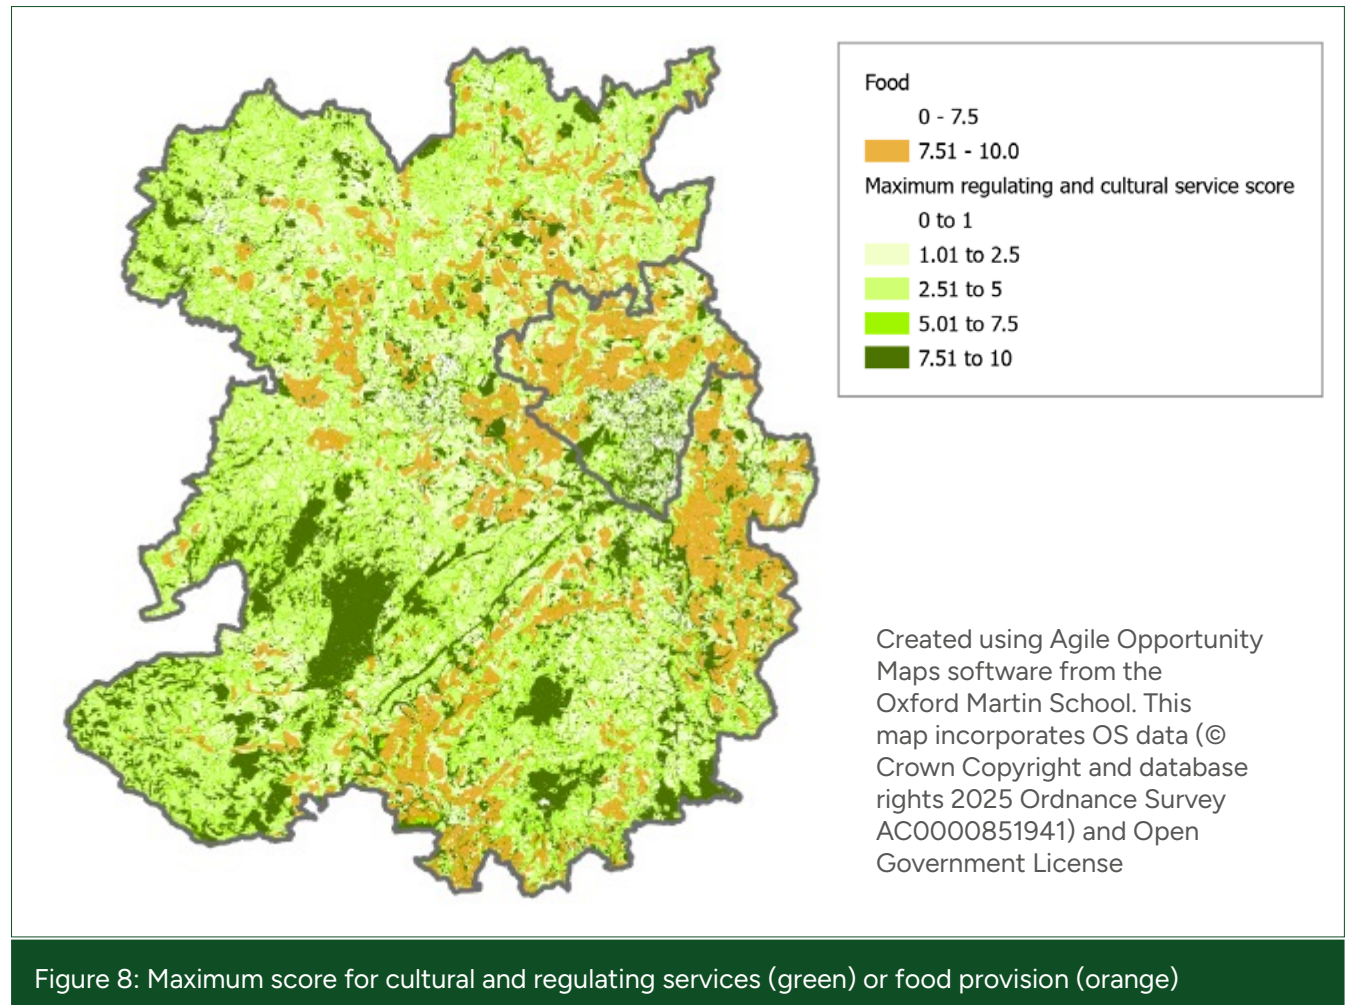 Food
0 - 7.5
7.51 - 10.0
Maximum regulating and cultural service score
0 to 1
1.01 to 2.5
2.51 to 5
5.01 to 7.5
7.51 to 10
Created using Agile Opportunity
Maps software from the
Oxford Martin School. This
map incorporates OS data (©
Crown Copyright and database
rights 2025 Ordnance Survey
AC0000851941) and Open
Government License
Figure 8: Maximum score for cultural and regulating services (green) or food provision (orange)